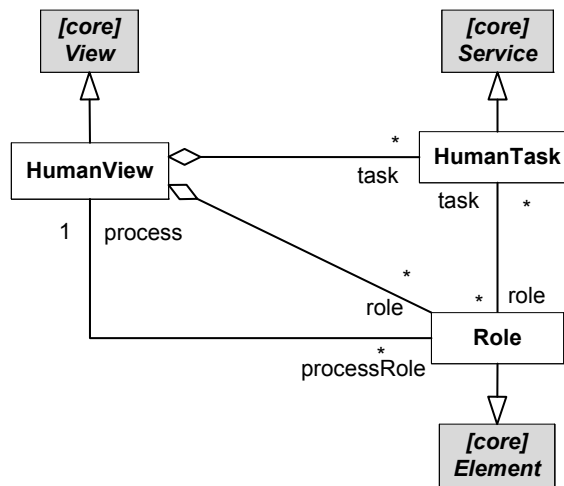 [core]
View
[core]
Service
HumanView
*
HumanTask
task
task
*
1
process
*
role
*
role
Role
*
processRole
[core]
Element